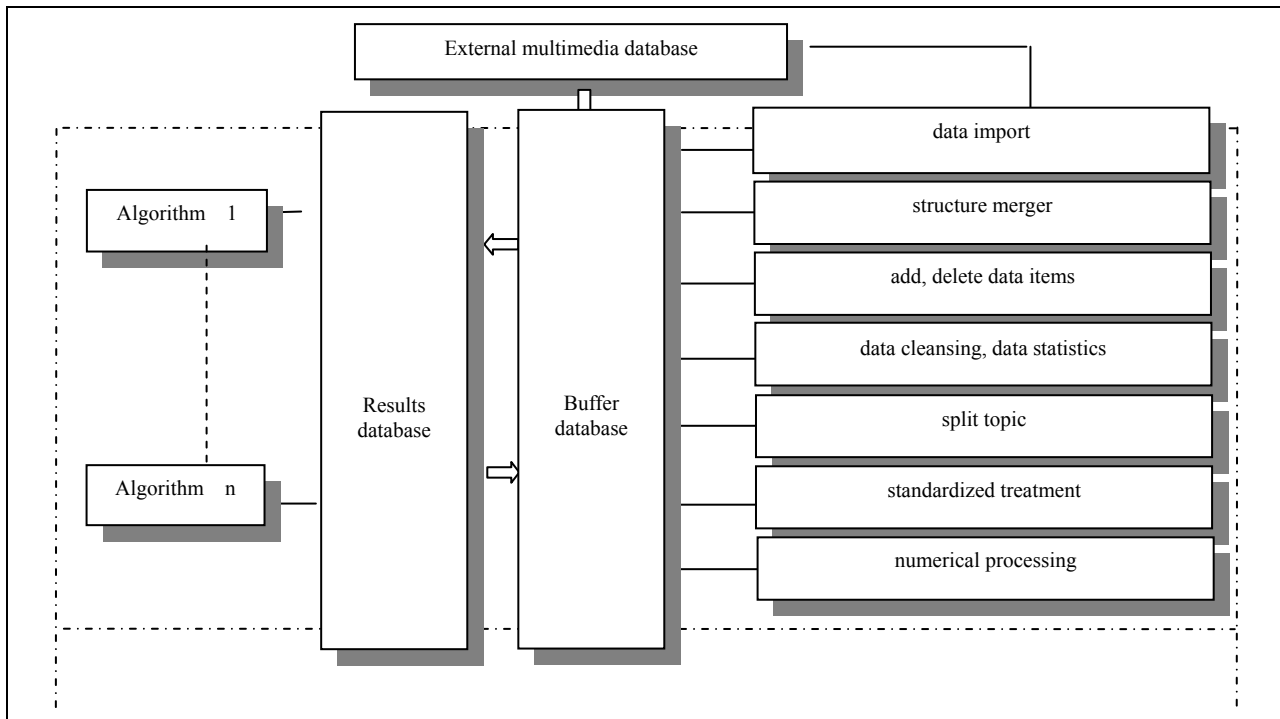 External multimedia database
data import
Algorithm 1
structure merger
add, delete data items
data cleansing, data statistics
Results
database
Buffer
database
split topic
Algorithm n
standardized treatment
numerical processing